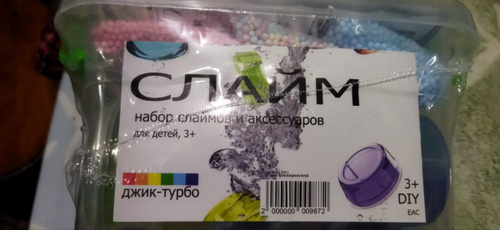 СЛАЙМ
набор слаймов и аксессуаров
для детей, 3+
джик-турбо
2 000000 009872
3+
DIY
EAC